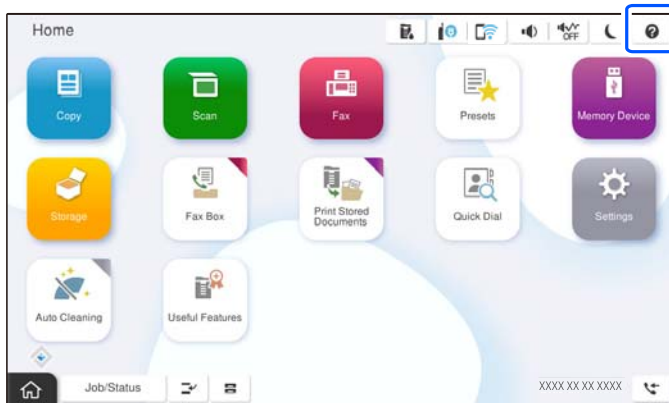 Home
OFF
?
Copy
Scan
Fax
Presets
Memory Device
Storage
Fax Box
Print Stored
Documents
Quick Dial
Settings
Auto Cleaning
Useful Features
Job/Status
XXXX XX XX XXXX